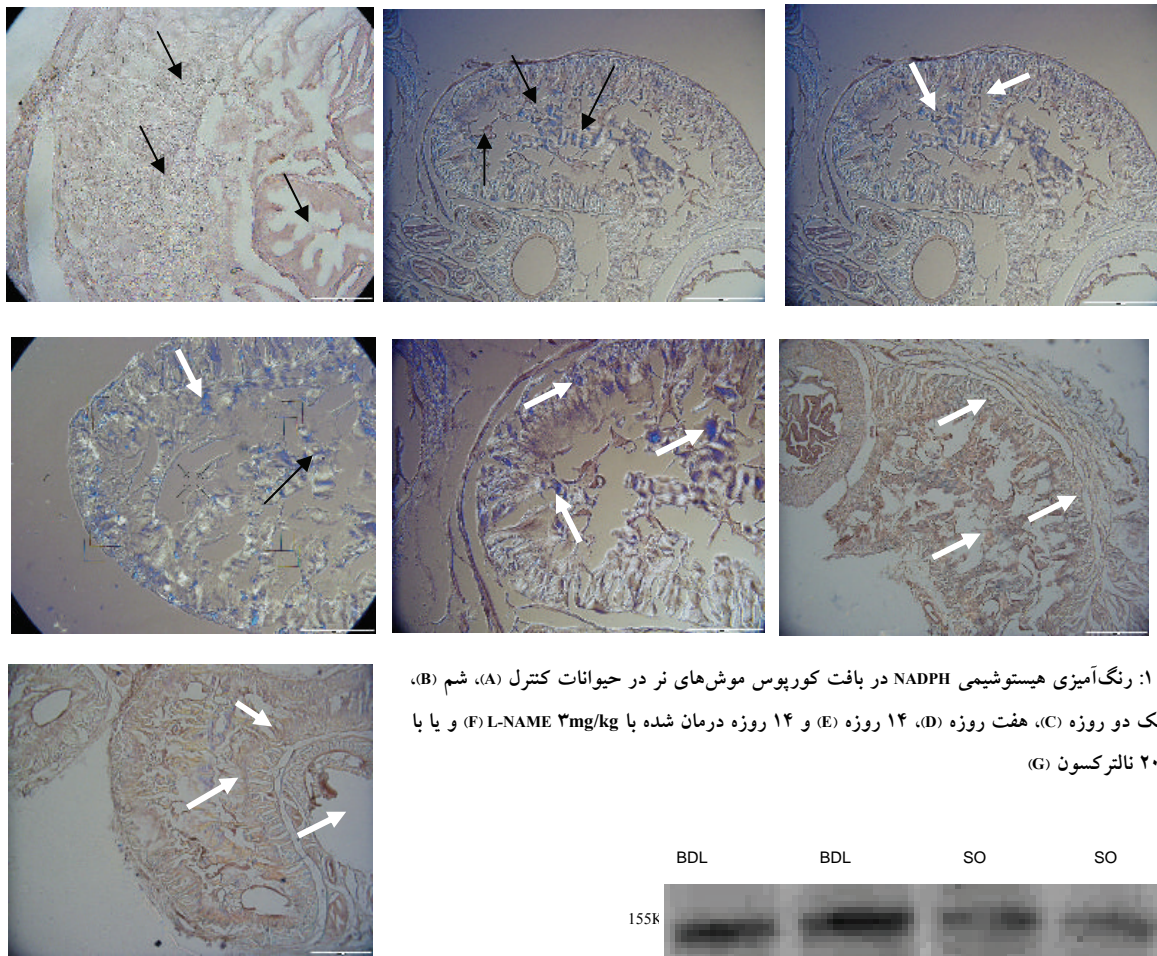 ۱: رنگ‌آمیزی هیستوشیمی NADPH در بافت کورپوس موش‌های نر در حیوانات کنترل (A)، شم (B)،
ک دو روزه (C)، هفت روزه (D)، ۱۴ روزه (E) و ۱۴ روزه درمان شده با L-NAME ۳mg/kg (F) و یا با
۲۰ نالترکسون (G)
BDL BDL SO SO
155K